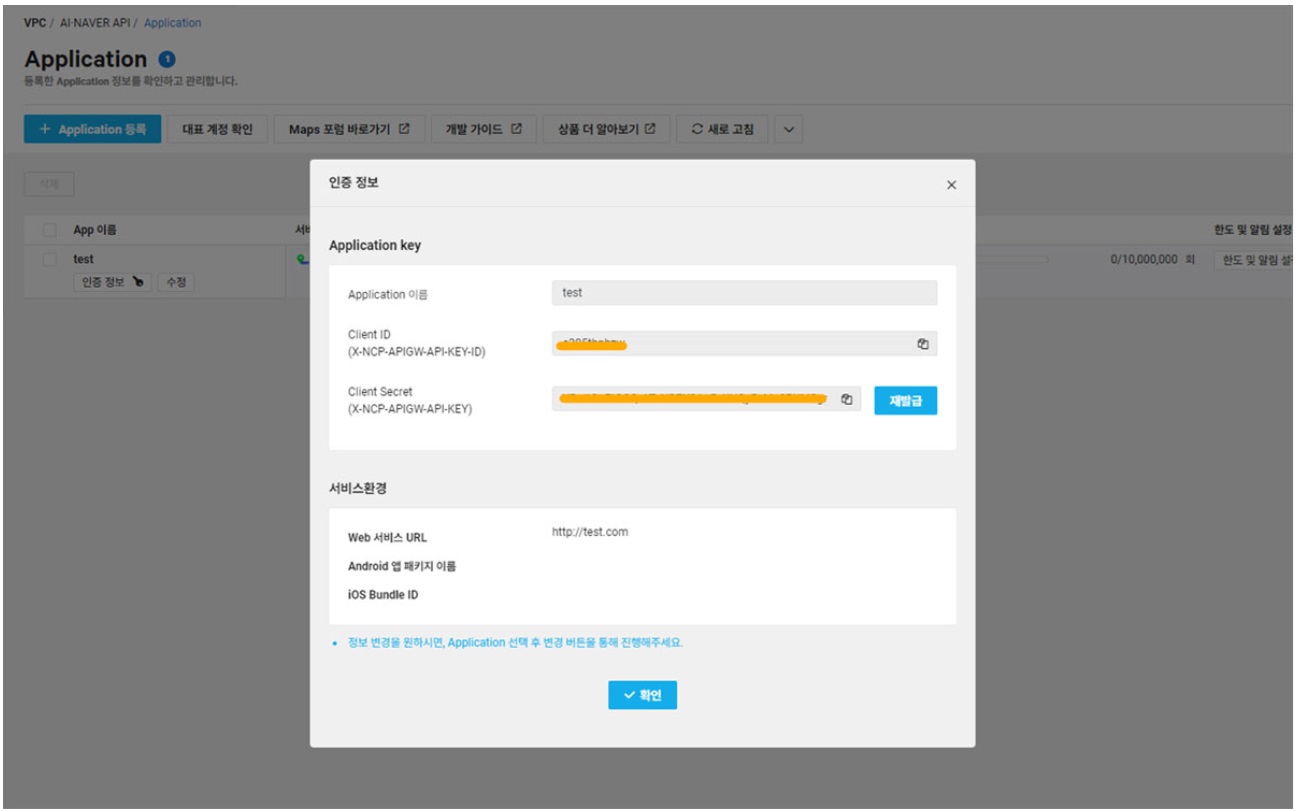 VPC / AI·NAVER API / Application
Application 1
등록한 Application 정보를 확인하고 관리합니다.
+ Application 등록 대표 계정 확인 Maps 포럼 바로가기 개발 가이드 상품 더 알아보기 새로 고침
삭제
App 이름 한도 및 알림 설정
test 0/10,000,000 회 한도 및 알림
인증 정보 수정
인증 정보
Application key
Application 이름 test
Client ID
(X-NCP-APIGW-API-KEY-ID)
Client Secret
(X-NCP-APIGW-API-KEY) 재발급
서비스환경
Web 서비스 URL http://test.com
Android 앱 패키지 이름
iOS Bundle ID
• 정보 변경을 원하시면, Application 선택 후 변경 버튼을 통해 진행해주세요.
확인